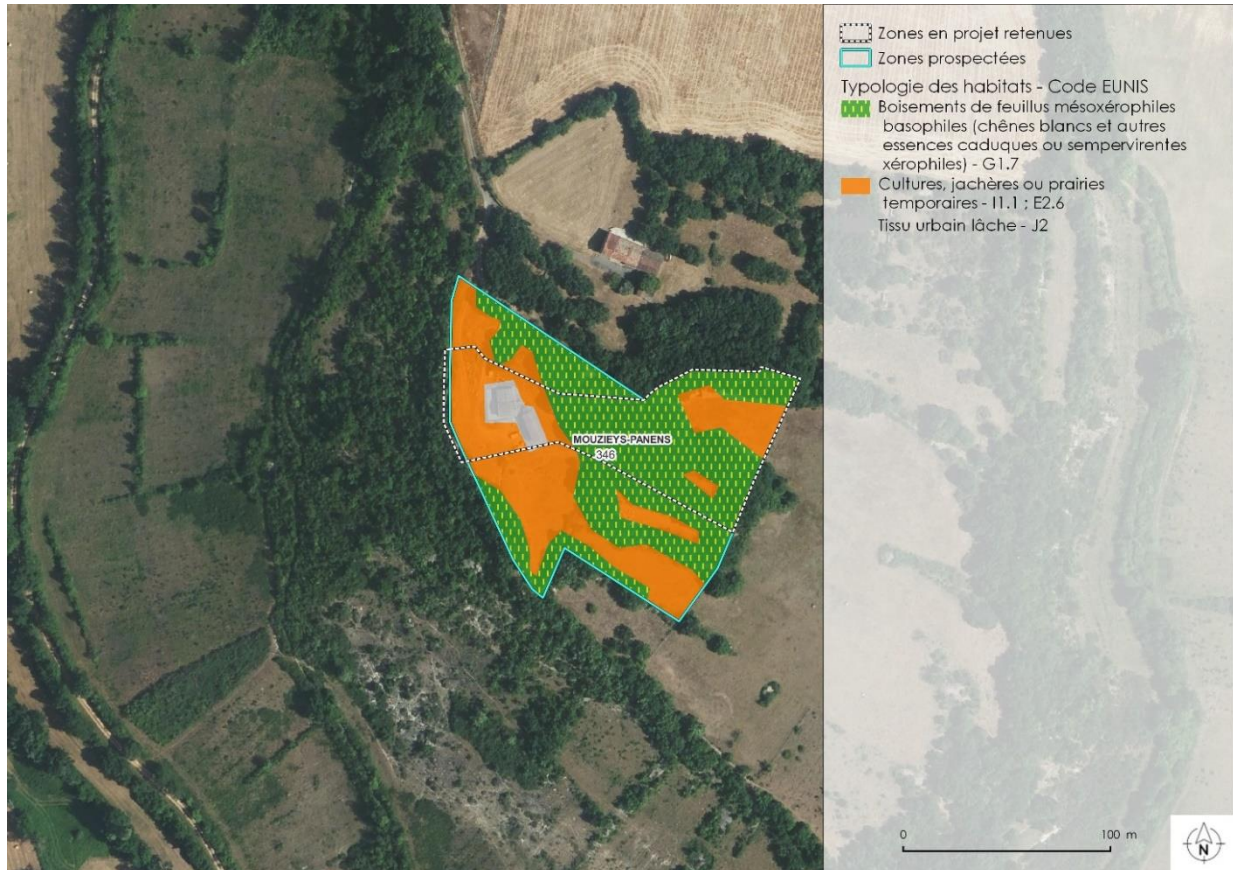 Zones en projet retenues
Zones prospectées
Typologie des habitats - Code EUNIS
Boisements de feuillus mésoxérophiles
basophiles (chênes blancs et autres
essences caduques ou sempervirentes
xérophiles) - G1.7
Cultures, jachères ou prairies
temporaires - I1.1 ; E2.6
Tissu urbain lâche - J2
MOUZIEYS-PANENS
346
0 100 m
N